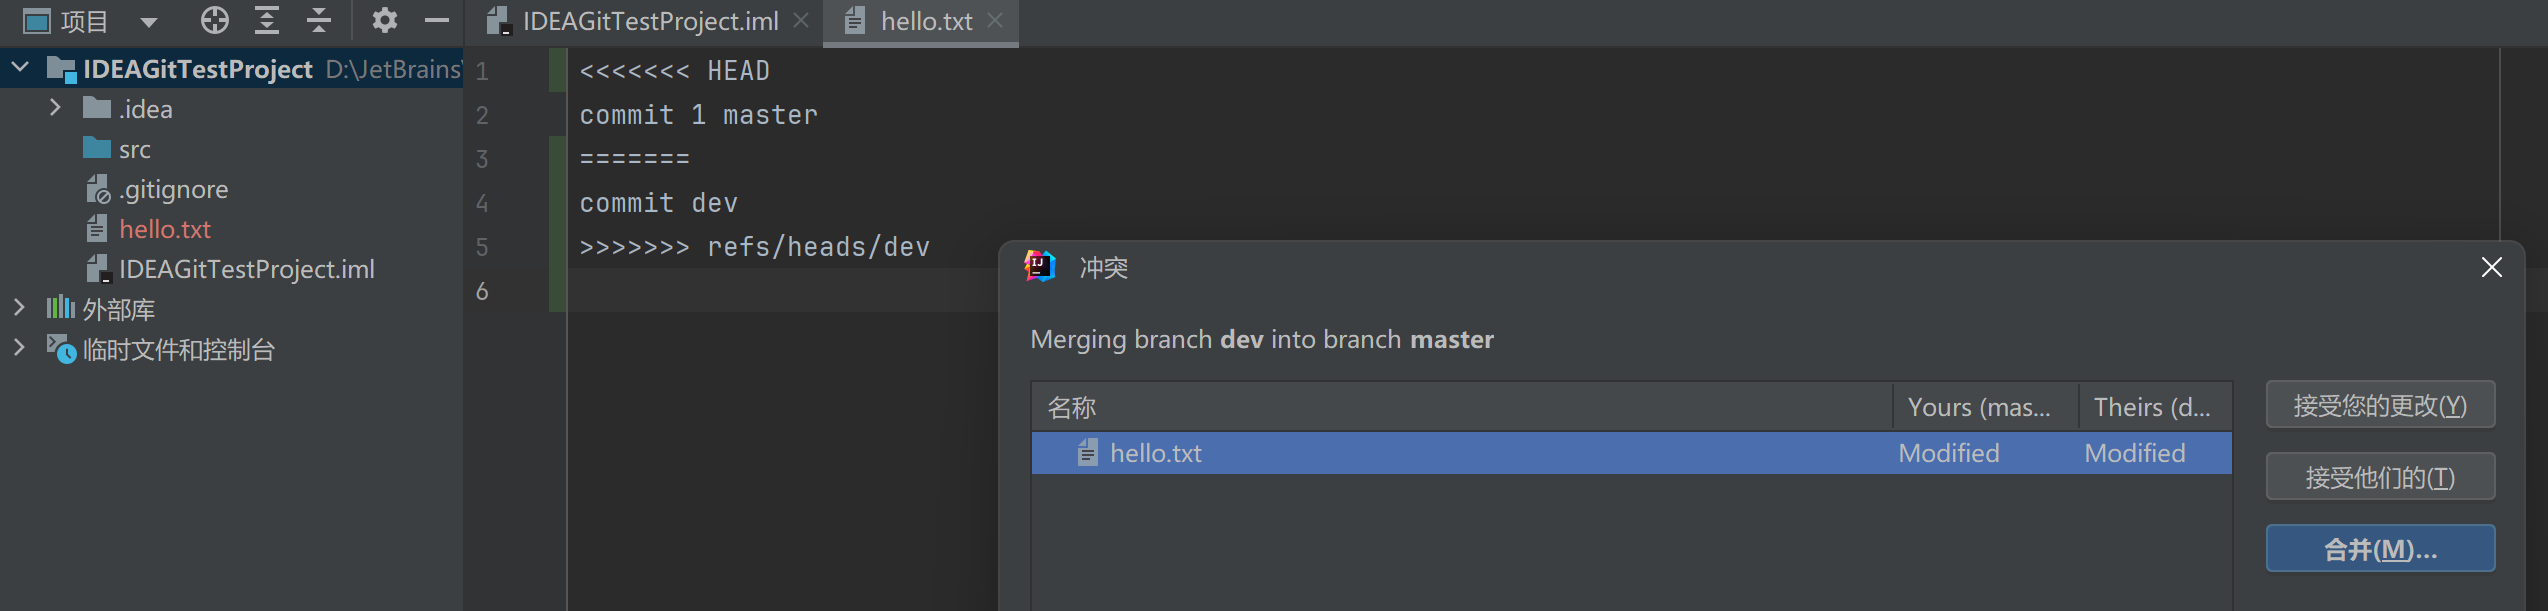 项目
IDEAGitTestProject.iml
hello.txt
IDEAGitTestProject D:\JetBrains\
.idea
src
.gitignore
hello.txt
IDEAGitTestProject.iml
外部库
临时文件和控制台
1 <<<<<<< HEAD
2 commit 1 master
3 =======
4 commit dev
5 >>>>>>> refs/heads/dev
6
IJ 冲突
Merging branch dev into branch master
名称 Yours (mas... Theirs (d...
hello.txt Modified Modified
接受您的更改(Y)
接受他们的(T)
合并(M)...